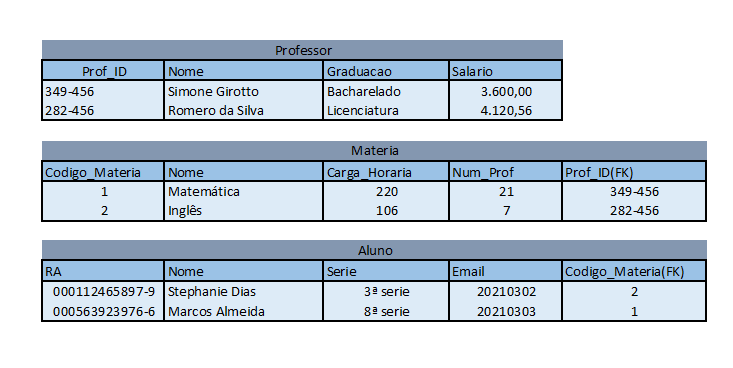 Professor
Prof_ID Nome Graduacao Salario
349-456 Simone Girotto Bacharelado 3.600,00
282-456 Romero da Silva Licenciatura 4.120,56
Materia
Codigo_Materia Nome Carga_Horaria Num_Prof Prof_ID(FK)
1 Matemática 220 21 349-456
2 Inglês 106 7 282-456
Aluno
RA Nome Serie Email Codigo_Materia(FK)
000112465897-9 Stephanie Dias 3ª serie 20210302 2
000563923976-6 Marcos Almeida 8ª serie 20210303 1